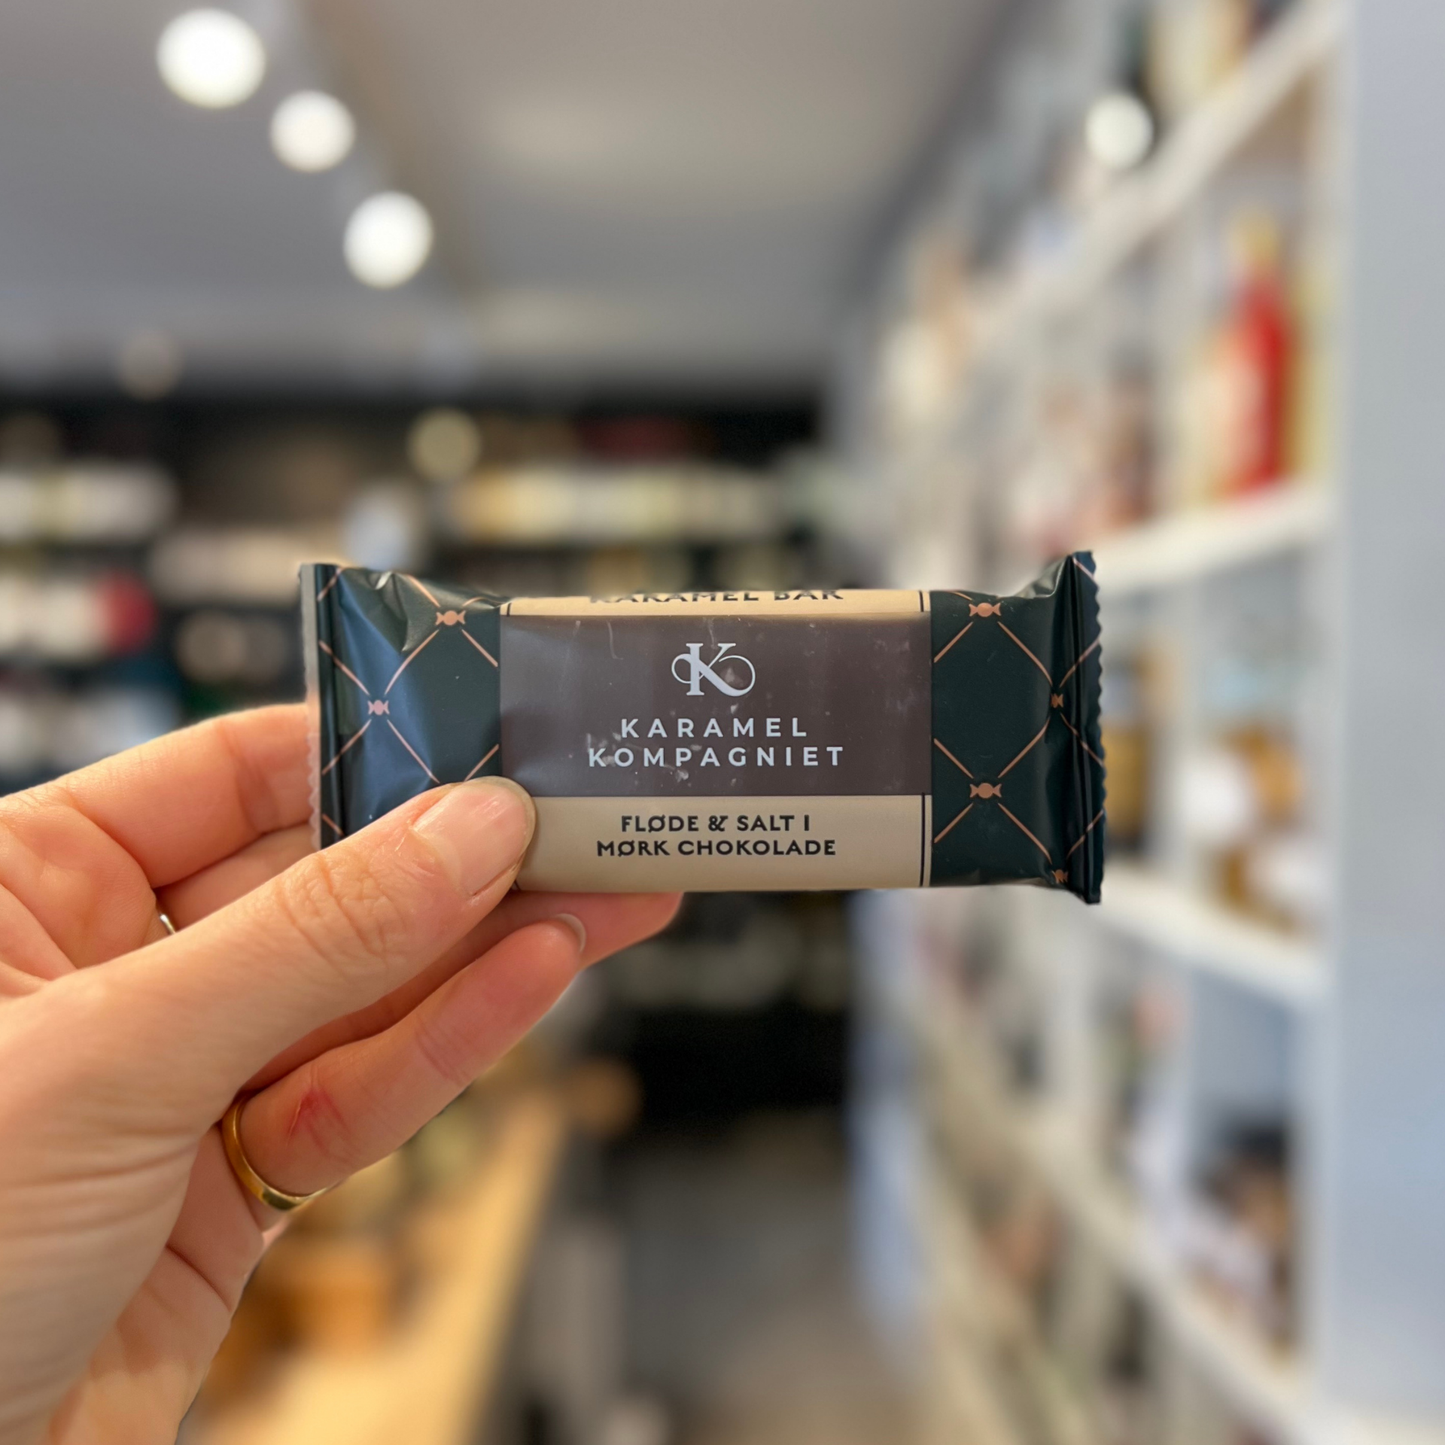 KARAMEL BAR
K
KARAMEL
KOMPAGNIET
FLØDE & SALT I
MØRK CHOKOLADE